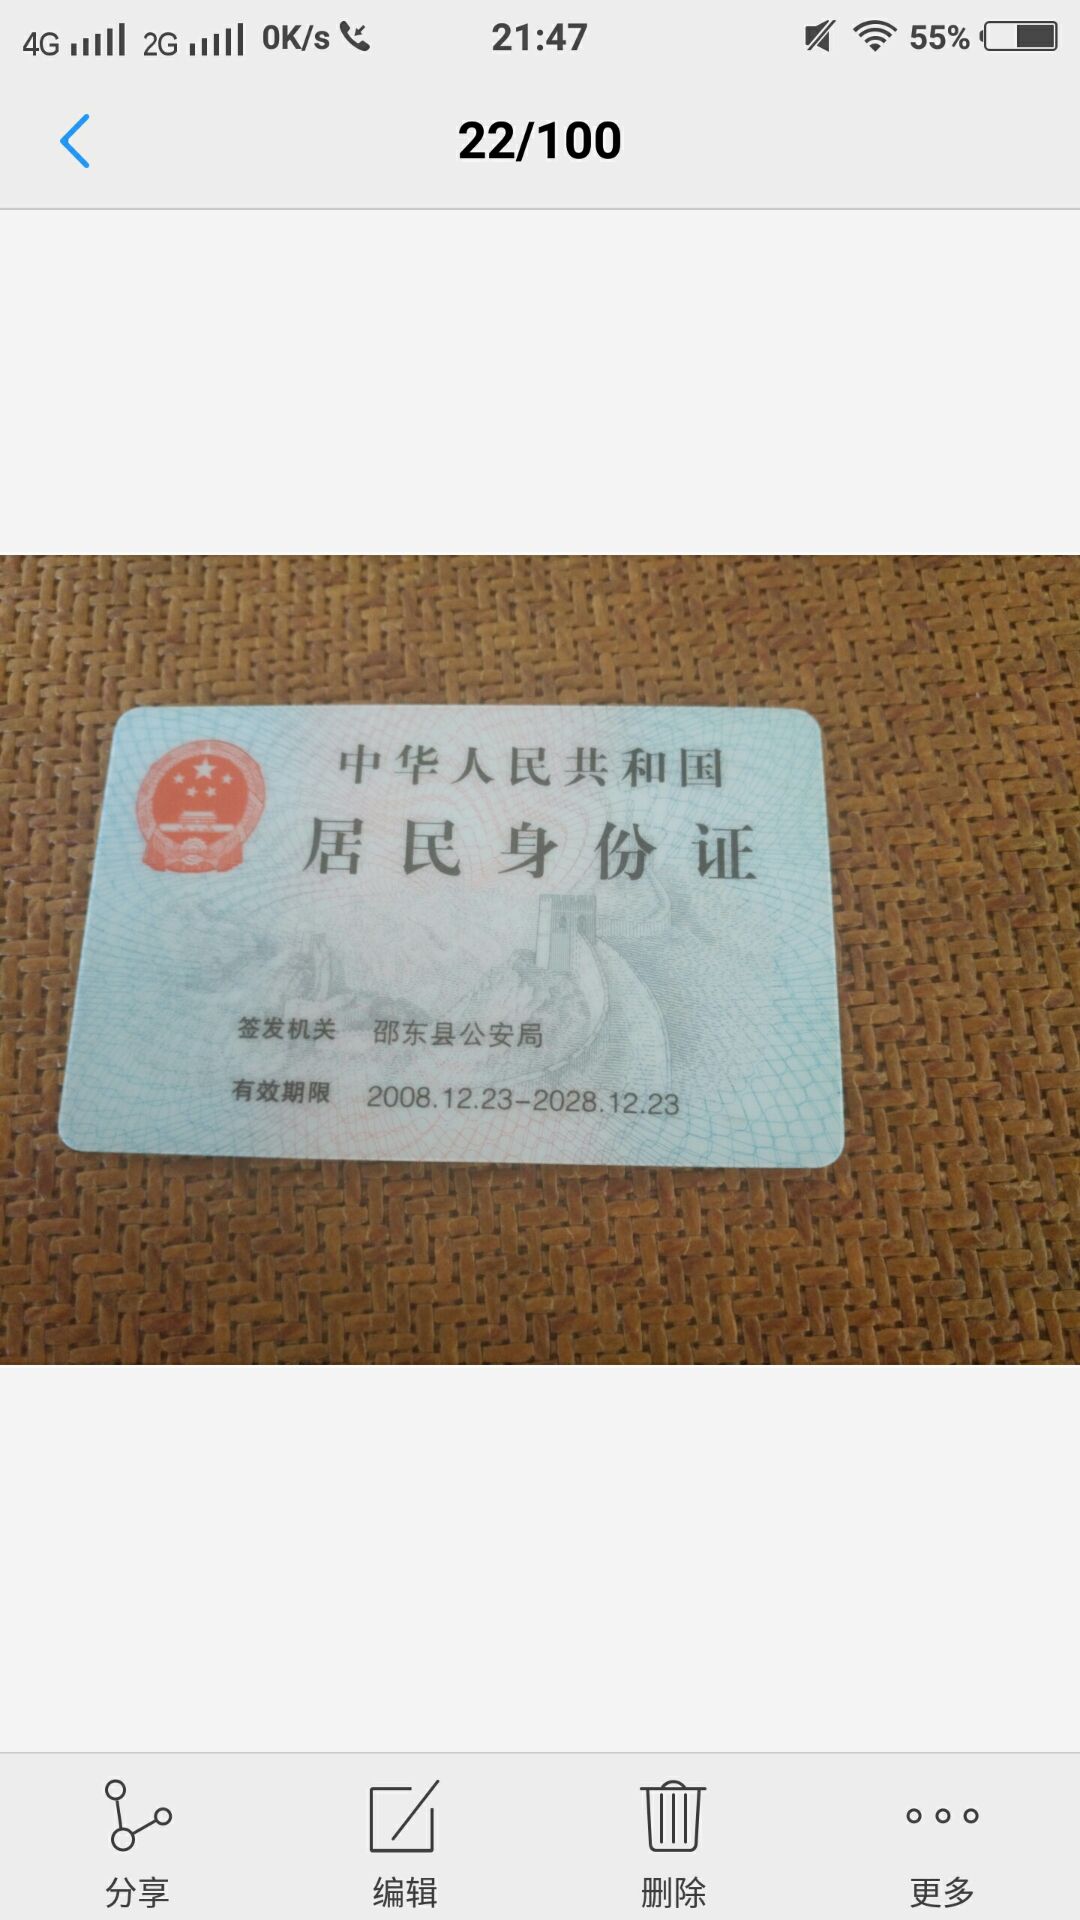 4G 2G 0K/s 21:47 55%
22/100
中华人民共和国
居民身份证
签发机关 邵东县公安局
有效期限 2008.12.23-2028.12.23
分享 编辑 删除 更多